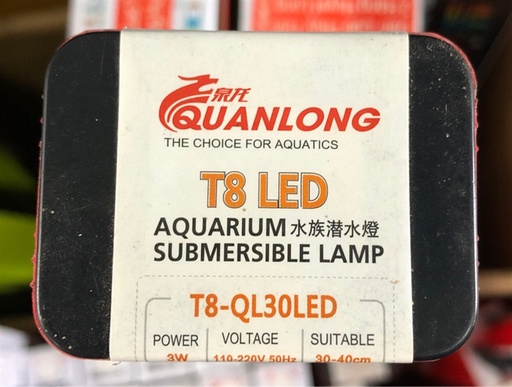 泉龙
QUANLONG
THE CHOICE FOR AQUATICS
T8 LED
AQUARIUM 水族潜水燈
SUBMERSIBLE LAMP
T8-QL30LED
POWER VOLTAGE SUITABLE
3W 110-220V 50Hz 30-40cm